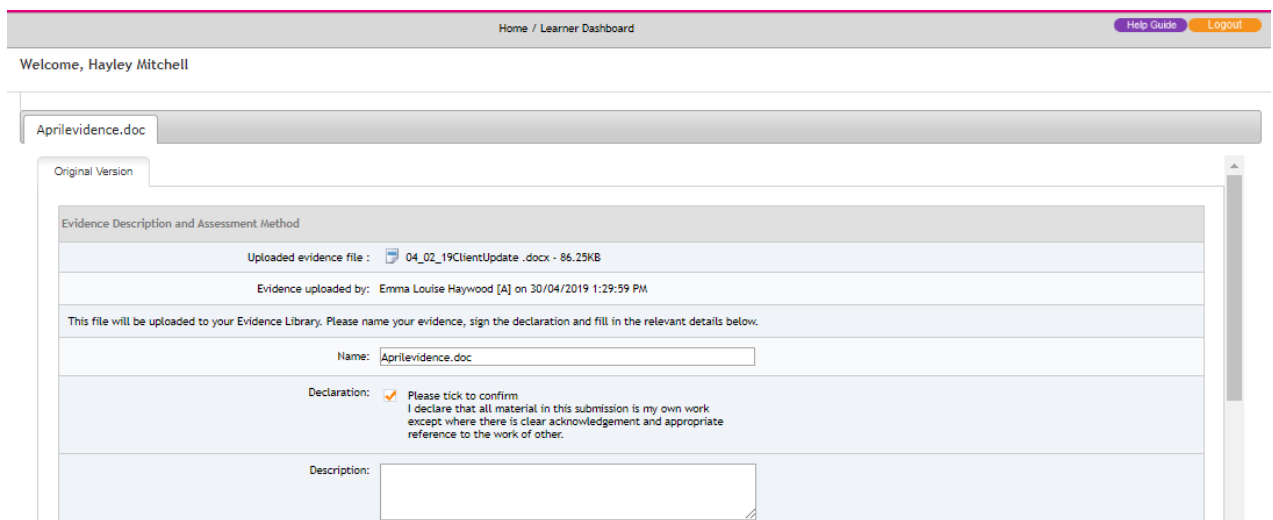 Home / Learner Dashboard
Help Guide
Logout
Welcome, Hayley Mitchell
Aprilevidence.doc
Original Version
Evidence Description and Assessment Method
Uploaded evidence file : 04_02_19ClientUpdate .docx - 86.25KB
Evidence uploaded by: Emma Louise Haywood [A] on 30/04/2019 1:29:59 PM
This file will be uploaded to your Evidence Library. Please name your evidence, sign the declaration and fill in the relevant details below.
Name: Aprilevidence.doc
Declaration: Please tick to confirm
I declare that all material in this submission is my own work
except where there is clear acknowledgement and appropriate
reference to the work of other.
Description: